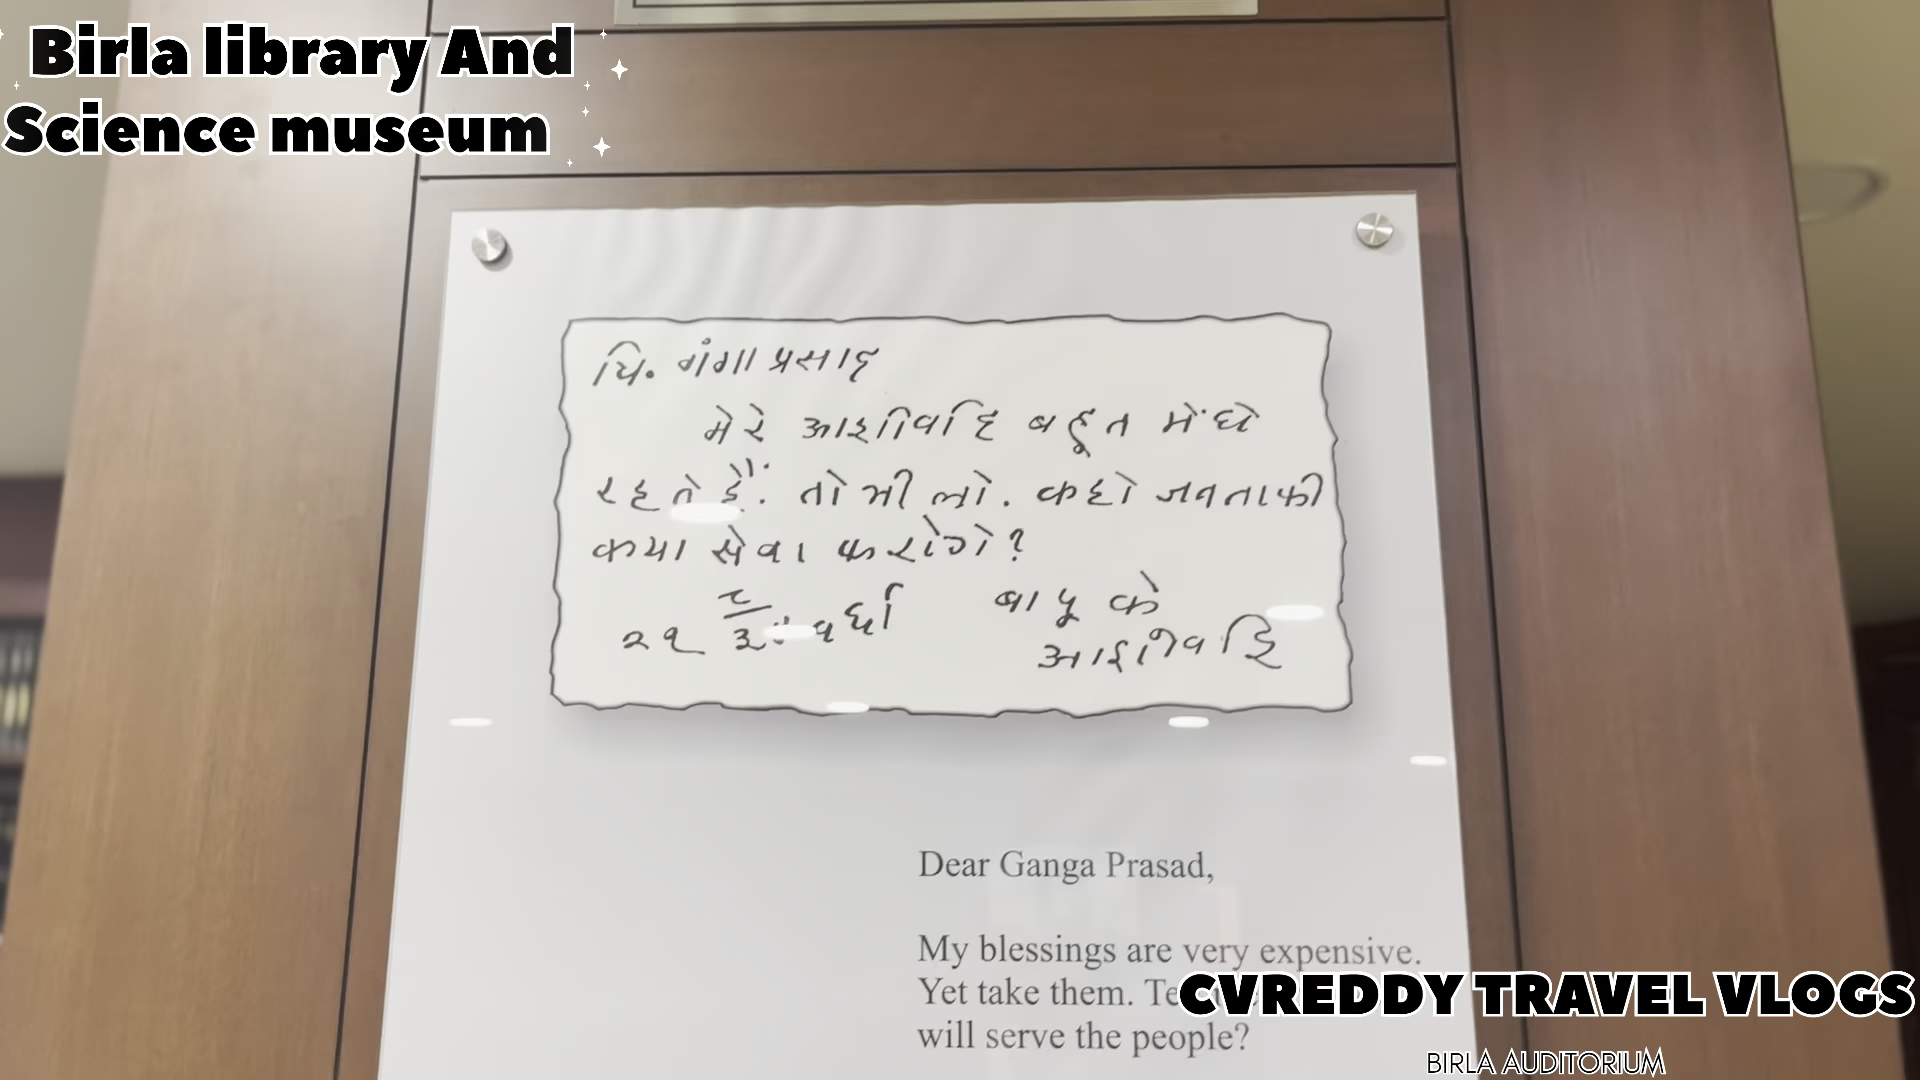 Birla library And
Science museum
चि. गंगा प्रसाद
मेरे आशीर्वाद बहुत मेंघे
रहते हैं. तो भी लो. कहो जनताकी
क्या सेवा करोगे?
बापु के
आशीर्वाद
Dear Ganga Prasad,
My blessings are very expensive.
Yet take them.
will serve the people?
CVREDDY TRAVEL VLOGS
BIRLA AUDITORIUM